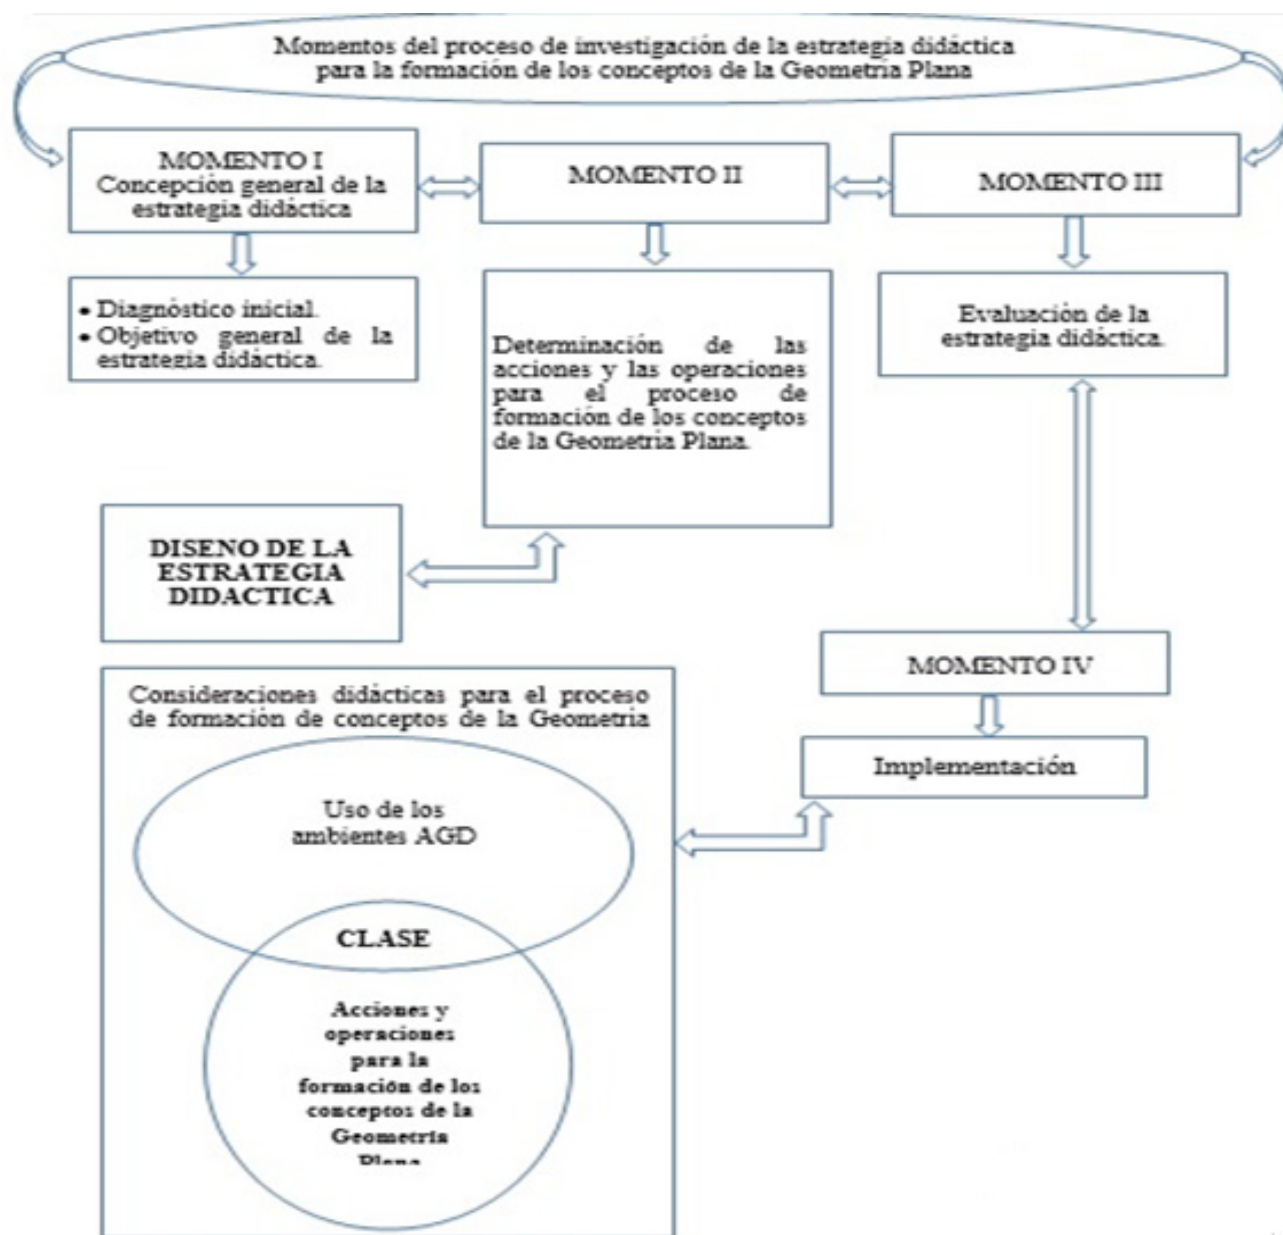 Momentos del proceso de investigación de la estrategia didáctica
para la formación de los conceptos de la Geometría Plana
MOMENTO I
Concepción general de la
estrategia didáctica
MOMENTO II
MOMENTO III
• Diagnóstico inicial.
• Objetivo general de la
estrategia didáctica.
Determinación de las
acciones y las operaciones
para el proceso de
formación de los conceptos
de la Geometria Plana.
Evaluación de la
estrategia didáctica.
DISENO DE LA
ESTRATEGIA
DIDACTICA
MOMENTO IV
Implementación
Consideraciones didácticas para el proceso
de formación de conceptos de la Geometria
Uso de los
ambientes AGD
CLASE
Acciones y
operaciones
para la
formación de los
conceptos de la
Geometría
Plana